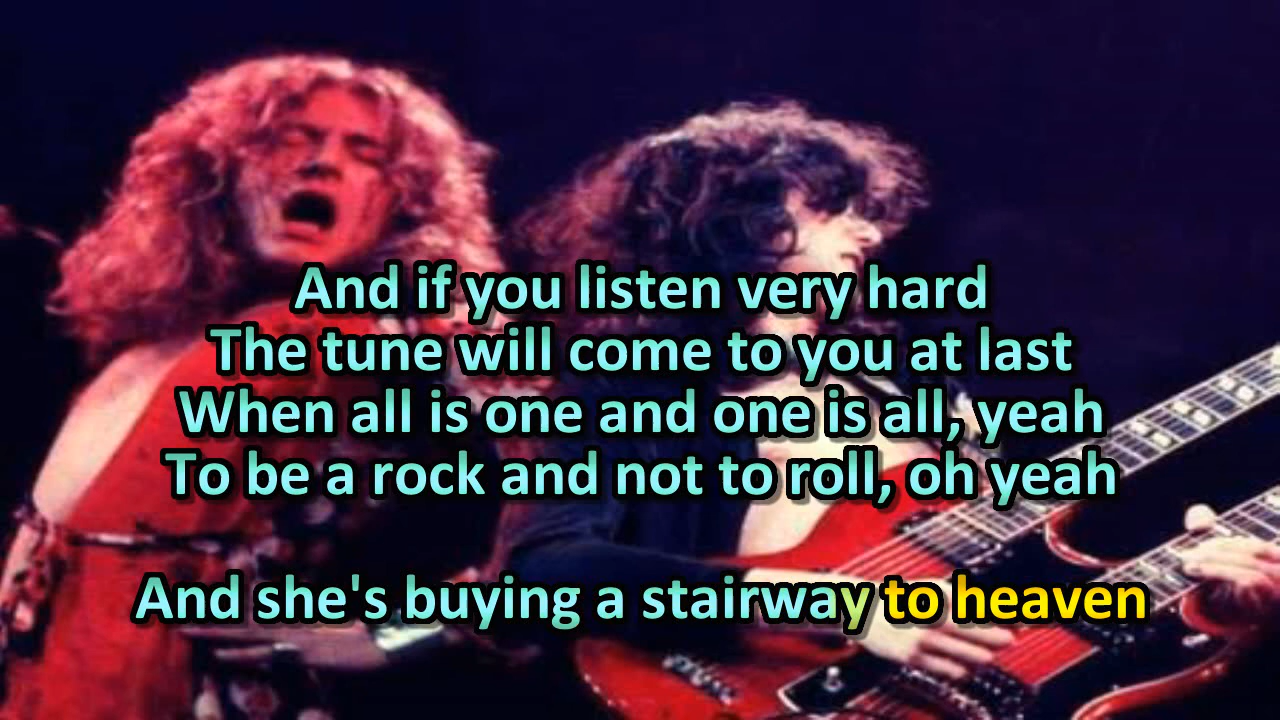 And if you listen very hard
The tune will come to you at last
When all is one and one is all, yeah
To be a rock and not to roll, oh yeah
And she's buying a stairway to heaven